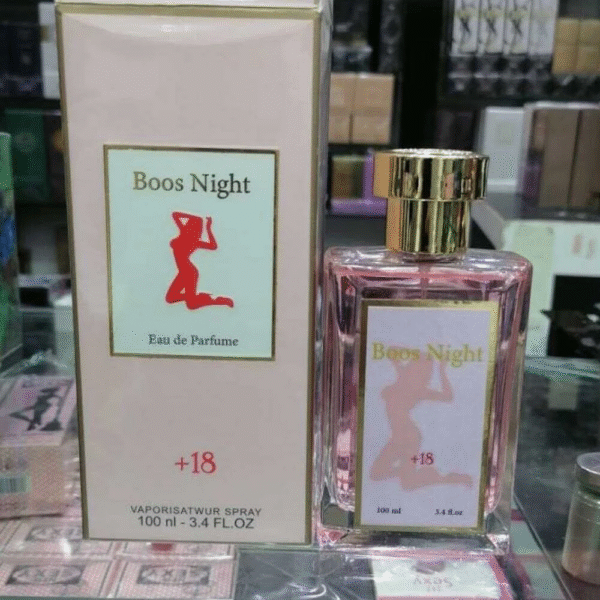 Boos Night
Eau de Parfume
+18
VAPORISATWUR SPRAY
100 nl - 3.4 FL.OZ
Boos Night
+18
100 ml 3.4 fl.oz